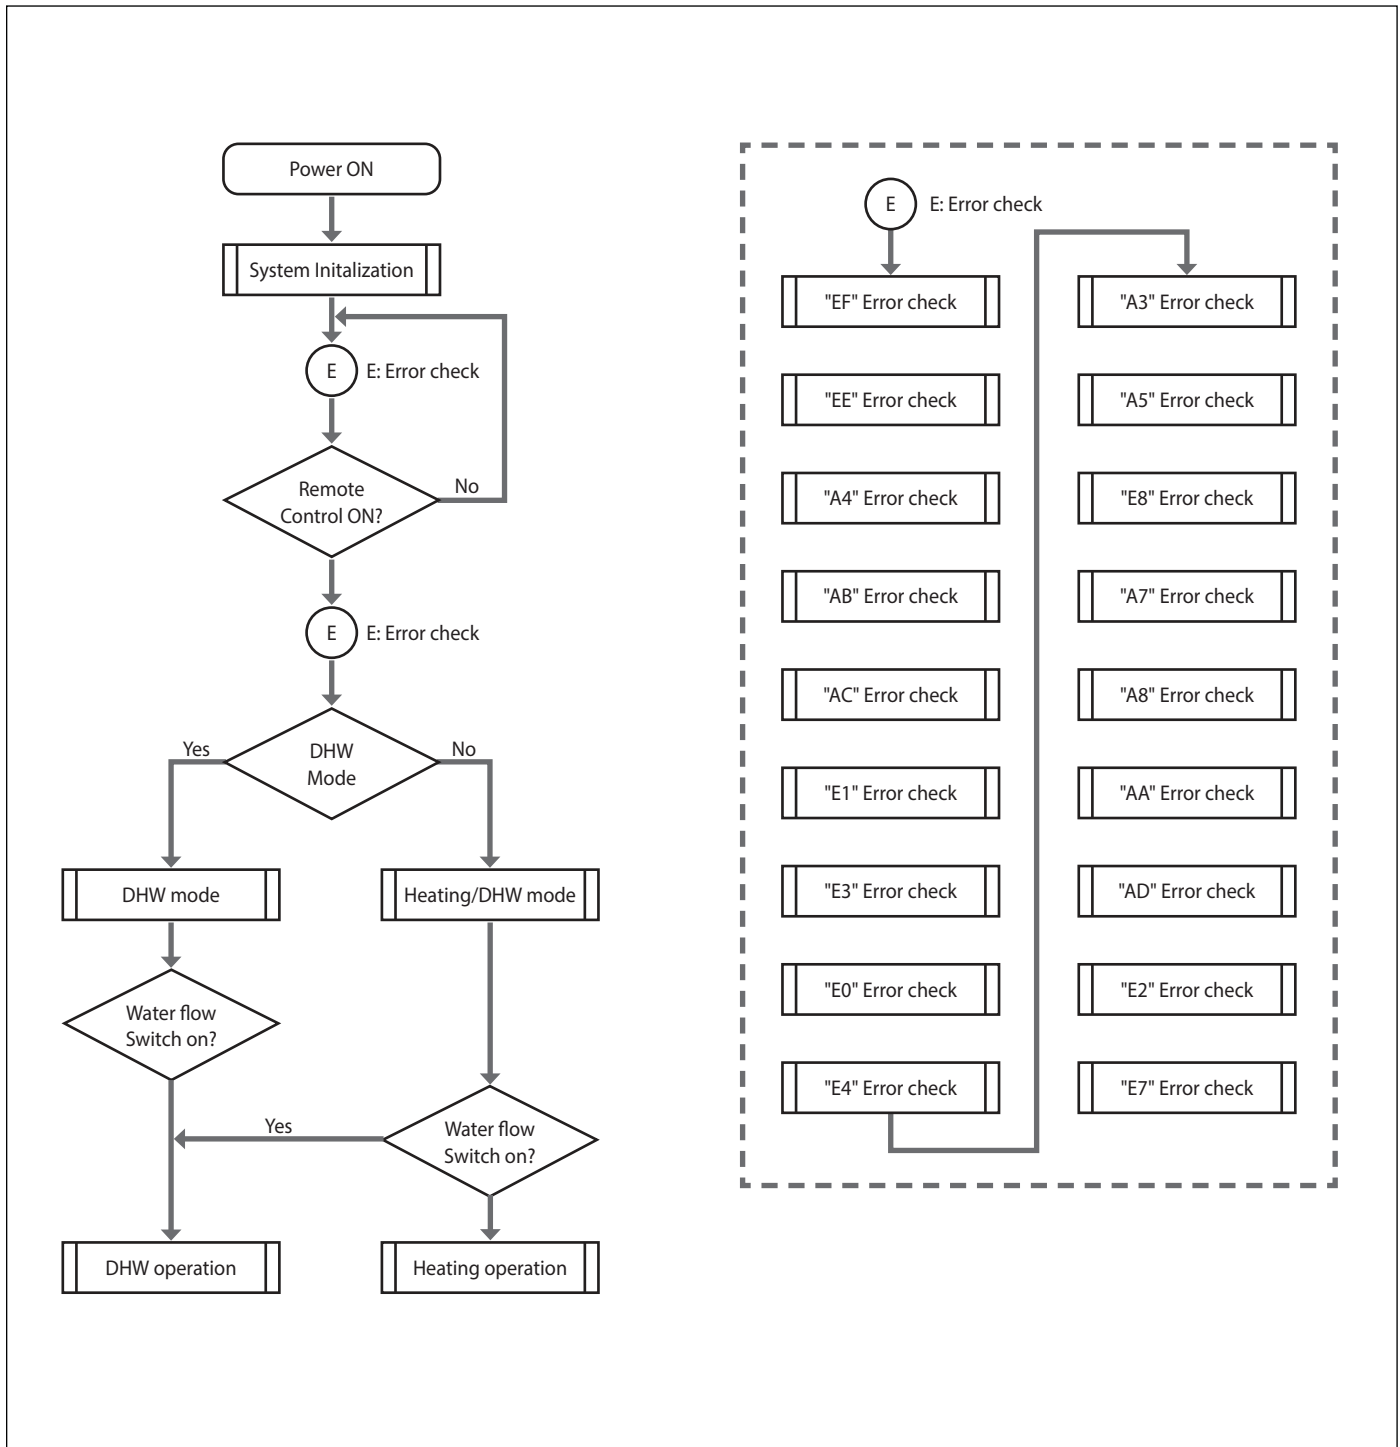 Power ON
System Initalization
E
E: Error check
Remote
Control ON?
No
E
E: Error check
DHW
Mode
Yes
No
DHW mode
Heating/DHW mode
Water flow
Switch on?
Water flow
Switch on?
Yes
DHW operation
Heating operation
E
E: Error check
"EF" Error check
"EE" Error check
"A4" Error check
"AB" Error check
"AC" Error check
"E1" Error check
"E3" Error check
"E0" Error check
"E4" Error check
"A3" Error check
"A5" Error check
"E8" Error check
"A7" Error check
"A8" Error check
"AA" Error check
"AD" Error check
"E2" Error check
"E7" Error check